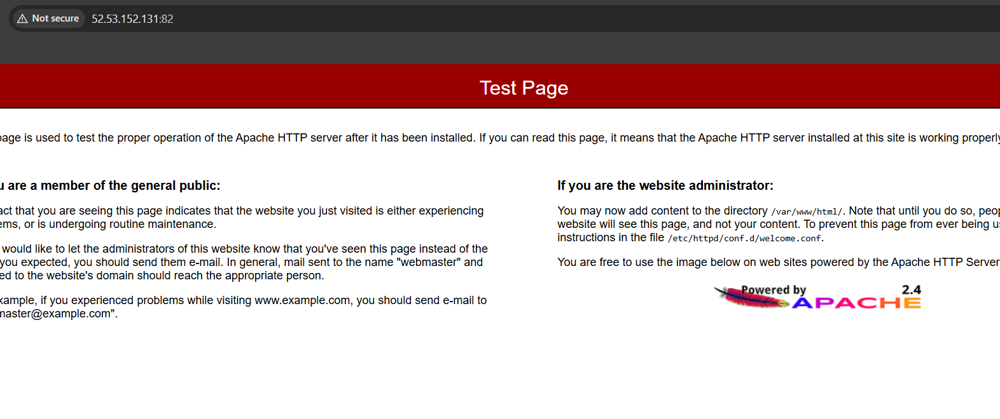 Not secure 52.53.152.131:82
Test Page
page is used to test the proper operation of the Apache HTTP server after it has been installed. If you can read this page, it means that the Apache HTTP server installed at this site is working properly
u are a member of the general public:
act that you are seeing this page indicates that the website you just visited is either experiencing
ems, or is undergoing routine maintenance.
would like to let the administrators of this website know that you've seen this page instead of the
you expected, you should send them e-mail. In general, mail sent to the name "webmaster" and
ed to the website's domain should reach the appropriate person.
xample, if you experienced problems while visiting www.example.com, you should send e-mail to
master@example.com".
If you are the website administrator:
You may now add content to the directory /var/www/html/. Note that until you do so, peop
website will see this page, and not your content. To prevent this page from ever being u
instructions in the file /etc/httpd/conf.d/welcome.conf.
You are free to use the image below on web sites powered by the Apache HTTP Server
Powered by 2.4
APACHE